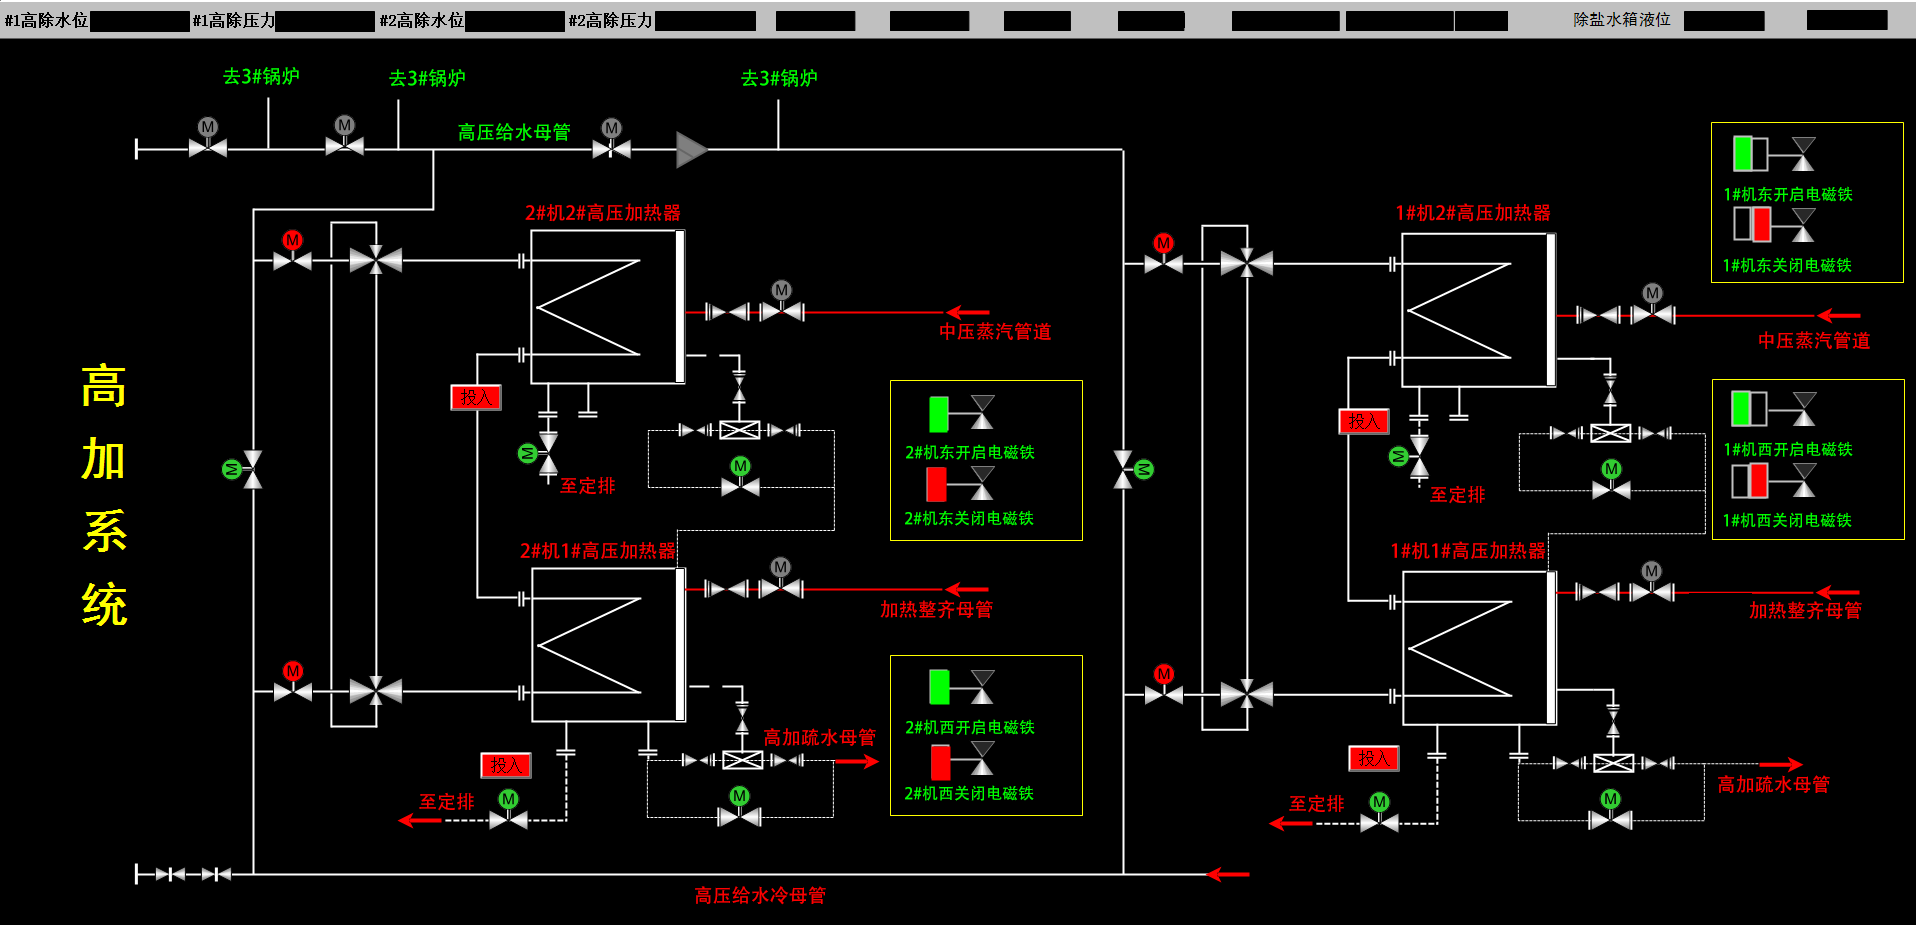 #1高除水位 #1高除压力 #2高除水位 #2高除压力 除盐水箱液位
去3#锅炉 去3#锅炉 去3#锅炉
M M M
高压给水母管
1#机东开启电磁铁
2#机2#高压加热器 1#机2#高压加热器
M M
1#机东关闭电磁铁
M M
中压蒸汽管道 中压蒸汽管道
高加系统
投入 投入
2#机东开启电磁铁 1#机西开启电磁铁
M M M M M M
至定排 至定排
2#机东关闭电磁铁 1#机西关闭电磁铁
2#机1#高压加热器 1#机1#高压加热器
M M
加热整齐母管 加热整齐母管
M M
2#机西开启电磁铁
高加疏水母管
投入 投入
高加疏水母管
2#机西关闭电磁铁
至定排 M M 至定排 M M
高压给水冷母管